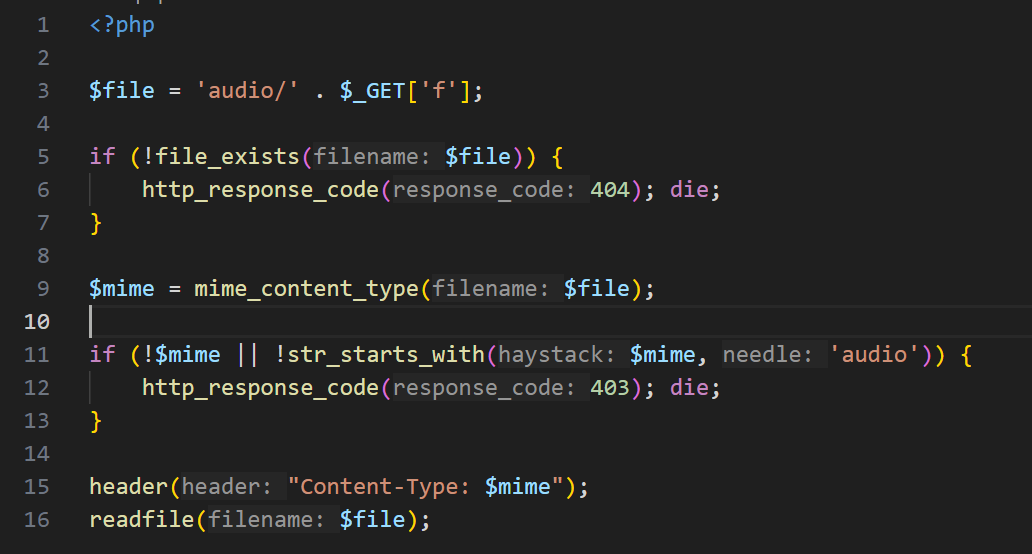 1 <?php
2
3 $file = 'audio/' . $_GET['f'];
4
5 if (!file_exists(filename: $file)) {
6 http_response_code(response_code: 404); die;
7 }
8
9 $mime = mime_content_type(filename: $file);
10
11 if (!$mime || !str_starts_with(haystack: $mime, needle: 'audio')) {
12 http_response_code(response_code: 403); die;
13 }
14
15 header(header: "Content-Type: $mime");
16 readfile(filename: $file);